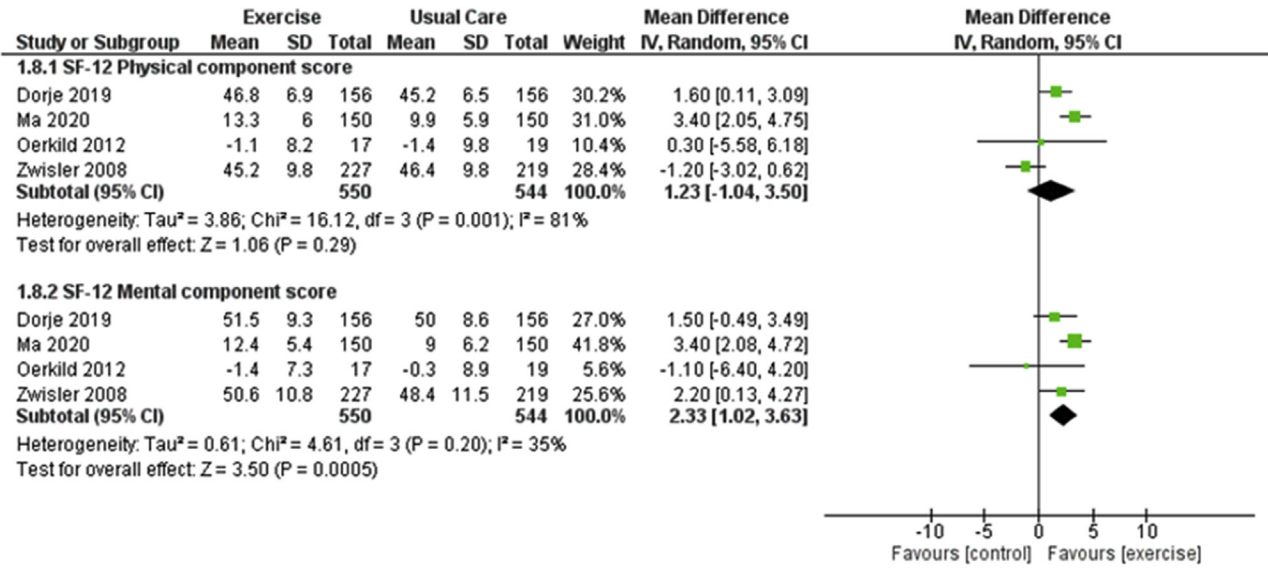 Exercise Usual Care Mean Difference Mean Difference
Study or Subgroup Mean SD Total Mean SD Total Weight IV, Random, 95% CI IV, Random, 95% CI
1.8.1 SF-12 Physical component score
Dorje 2019 46.8 6.9 156 45.2 6.5 156 30.2% 1.60 [0.11, 3.09]
Ma 2020 13.3 6 150 9.9 5.9 150 31.0% 3.40 [2.05, 4.75]
Oerkild 2012 -1.1 8.2 17 -1.4 9.8 19 10.4% 0.30 [-5.58, 6.18]
Zwisler 2008 45.2 9.8 227 46.4 9.8 219 28.4% -1.20 [-3.02, 0.62]
Subtotal (95% CI) 550 544 100.0% 1.23 [-1.04, 3.50]
Heterogeneity: Tau² = 3.86; Chi² = 16.12, df = 3 (P = 0.001); I² = 81%
Test for overall effect: Z = 1.06 (P = 0.29)
1.8.2 SF-12 Mental component score
Dorje 2019 51.5 9.3 156 50 8.6 156 27.0% 1.50 [-0.49, 3.49]
Ma 2020 12.4 5.4 150 9 6.2 150 41.8% 3.40 [2.08, 4.72]
Oerkild 2012 -1.4 7.3 17 -0.3 8.9 19 5.6% -1.10 [-6.40, 4.20]
Zwisler 2008 50.6 10.8 227 48.4 11.5 219 25.6% 2.20 [0.13, 4.27]
Subtotal (95% CI) 550 544 100.0% 2.33 [1.02, 3.63]
Heterogeneity: Tau² = 0.61; Chi² = 4.61, df = 3 (P = 0.20); I² = 35%
Test for overall effect: Z = 3.50 (P = 0.0005)
-10 -5 0 5 10
Favours [control] Favours [exercise]